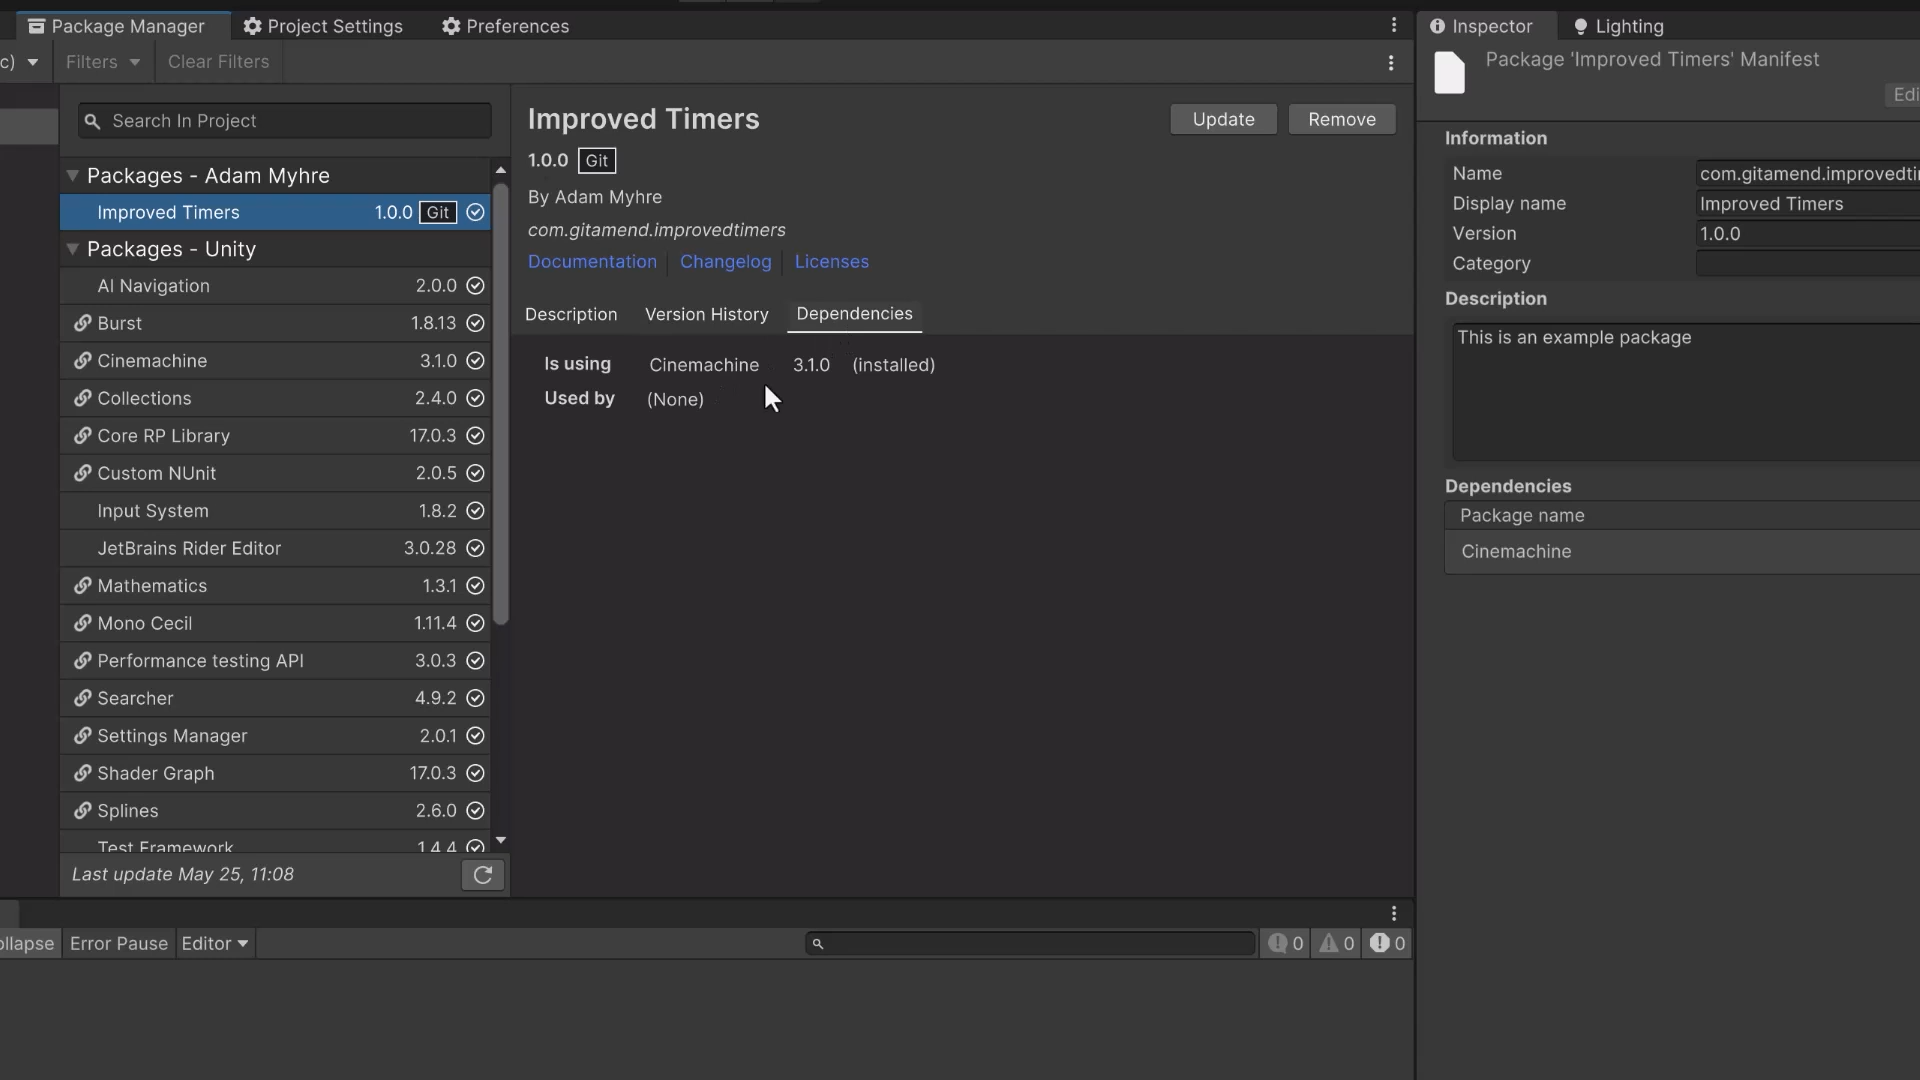 Package Manager
Project Settings
Preferences
c)
Filters
Clear Filters
Search In Project
Packages - Adam Myhre
Improved Timers 1.0.0 Git
Packages - Unity
AI Navigation 2.0.0
Burst 1.8.13
Cinemachine 3.1.0
Collections 2.4.0
Core RP Library 17.0.3
Custom NUnit 2.0.5
Input System 1.8.2
JetBrains Rider Editor 3.0.28
Mathematics 1.3.1
Mono Cecil 1.11.4
Performance testing API 3.0.3
Searcher 4.9.2
Settings Manager 2.0.1
Shader Graph 17.0.3
Splines 2.6.0
Test Framework 1.4.4
Last update May 25, 11:08
Improved Timers
Update
Remove
1.0.0 Git
By Adam Myhre
com.gitamend.improvedtimers
Documentation
Changelog
Licenses
Description
Version History
Dependencies
Is using Cinemachine 3.1.0 (installed)
Used by (None)
ollapse
Error Pause
Editor
0
0
0
Inspector
Lighting
Package 'Improved Timers' Manifest
Edi
Information
Name com.gitamend.improvedti
Display name Improved Timers
Version 1.0.0
Category
Description
This is an example package
Dependencies
Package name
Cinemachine